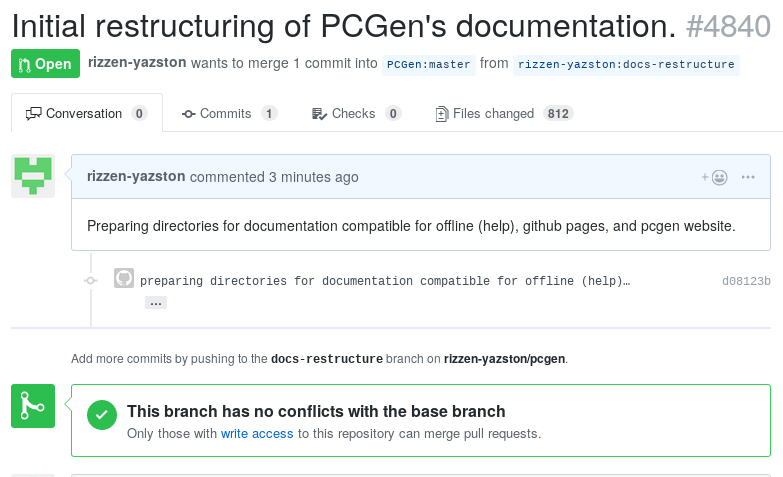 Initial restructuring of PCGen's documentation. #4840
Open rizzen-yazston wants to merge 1 commit into PCGen:master from rizzen-yazston:docs-restructure
Conversation 0 Commits 1 Checks 0 Files changed 812
rizzen-yazston commented 3 minutes ago
Preparing directories for documentation compatible for offline (help), github pages, and pcgen website.
preparing directories for documentation compatible for offline (help)… d08123b
…
Add more commits by pushing to the docs-restructure branch on rizzen-yazston/pcgen.
This branch has no conflicts with the base branch
Only those with write access to this repository can merge pull requests.